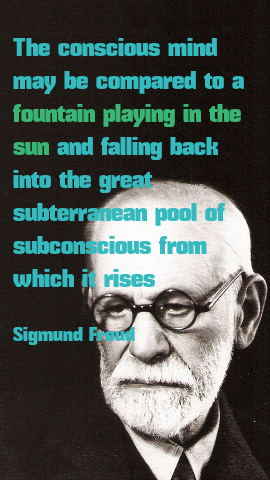 The conscious mind
may be compared to a
fountain playing in the
sun and falling back
into the great
subterranean pool of
subconscious from
which it rises
Sigmund Freud